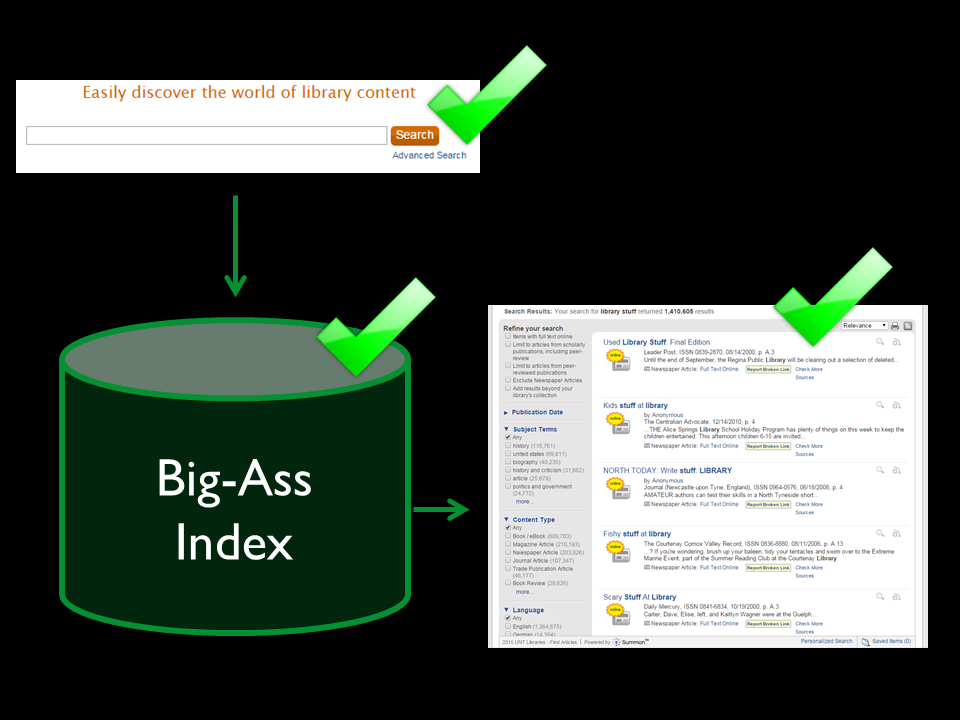 Easily discover the world of library content
Search
Advanced Search
Big-Ass
Index
Search Results: Your search for library stuff returned 1,410,605 results
Relevance
Refine your search
Items with full text online
Limit to articles from scholarly
publications, including peer-
review
Limit to articles from peer-
reviewed publications
Exclude Newspaper Articles
Add results beyond your
library's collection
Publication Date
Subject Terms
Any
history (116,761)
united states (69,811)
biography (40,235)
history and criticism (31,602)
article (25,678)
politics and government
(24,772)
more...
Content Type
Any
Book / eBook (809,703)
Magazine Article (210,193)
Newspaper Article (203,026)
Journal Article (107,347)
Trade Publication Article
(46,177)
Book Review (28,626)
more...
Language
Any
English (1,364,675)
German (14,394)
Used Library Stuff: Final Edition
Leader Post, ISSN 0839-2870, 08/14/2000, p. A.3
Until the end of September, the Regina Public Library will be clearing out a selection of deleted...
Newspaper Article: Full Text Online Report Broken Link Check More
Sources
online
Kids stuff at library
by Anonymous
The Centralian Advocate, 12/14/2010, p. 4
...THE Alice Springs Library School Holiday Program has plenty of things on this week to keep the
children entertained. This afternoon children 6-15 are invited...
Newspaper Article: Full Text Online Report Broken Link Check More
Sources
online
NORTH TODAY: Write stuff: LIBRARY
by Anonymous
Journal (Newcastle upon Tyne, England), ISSN 0964-0576, 06/18/2008, p. 4
AMATEUR authors can test their skills in a North Tyneside short...
Newspaper Article: Full Text Online Report Broken Link Check More
Sources
online
Fishy stuff at library
The Courtenay Comox Valley Record, ISSN 0836-8880, 08/11/2006, p. A.13
...? If you're wondering, brush up your baleen, tidy your tentacles and swim over to the Extreme
Marine Event, part of the Summer Reading Club at the Courtenay Library.
Newspaper Article: Full Text Online Report Broken Link Check More
Sources
online
Scary Stuff At Library
Daily Mercury, ISSN 0841-6834, 10/19/2000, p. A.3
Carter, Dave; Elise, left, and Kaitlyn Wagner were at the Guelph...
Newspaper Article: Full Text Online Report Broken Link Check More
Sources
online
2015 UNT Libraries - Find Articles | Powered by Summon™
Personalized Search Saved Items (0)